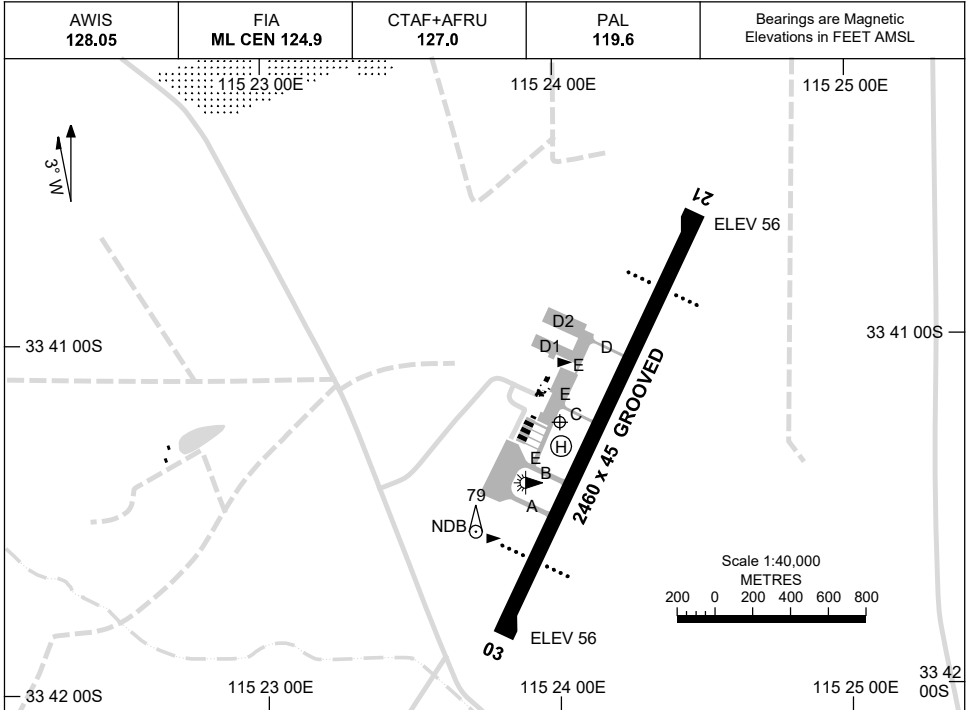 AWIS
128.05
FIA
ML CEN 124.9
CTAF+AFRU
127.0
PAL
119.6
Bearings are Magnetic
Elevations in FEET AMSL
115 23 00E
115 24 00E
115 25 00E
3° W
21
ELEV 56
D2
D1
D
E
33 41 00S
33 41 00S
E
C
H
2460 x 45 GROOVED
E
B
79
A
NDB
Scale 1:40,000
METRES
200 0 200 400 600 800
03
ELEV 56
33 42 00S
115 23 00E
115 24 00E
115 25 00E
33 42
00S